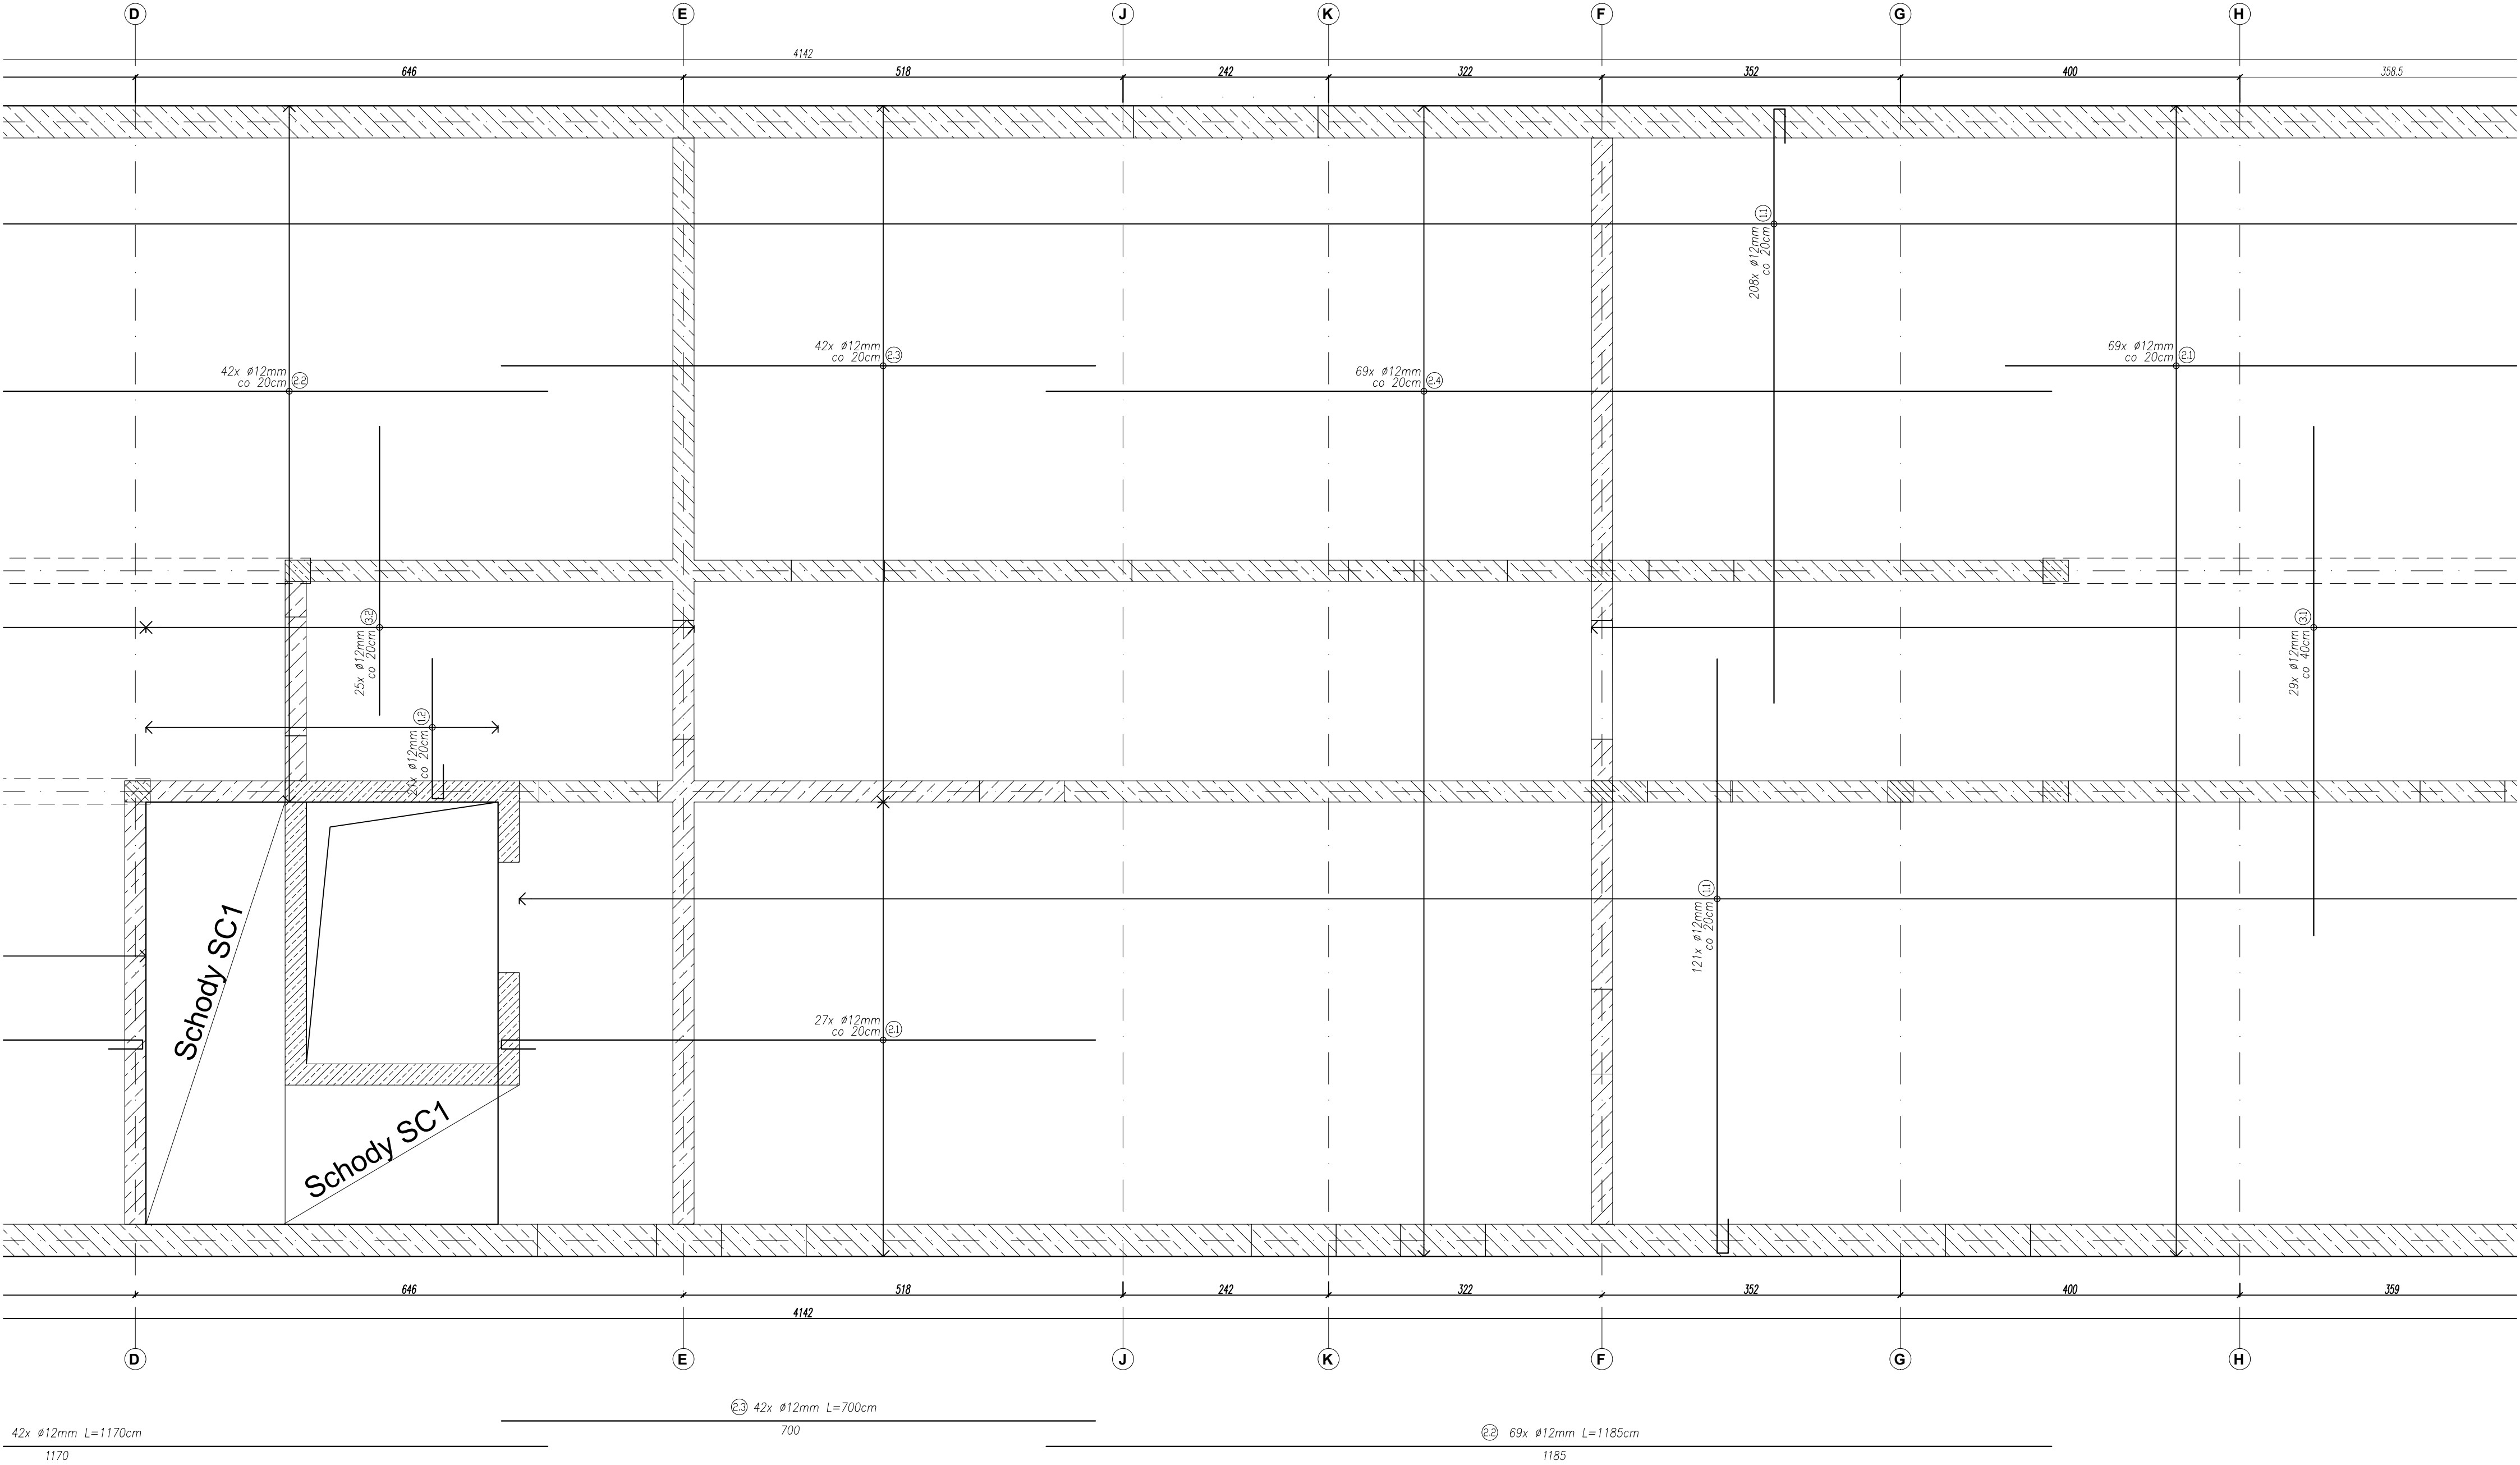 D E J K F G H
4142
646 518 242 322 352 400 358.5
208x ø12mm
co 20cm
1.1
42x ø12mm
co 20cm
2.3
69x ø12mm
co 20cm
2.1
42x ø12mm
co 20cm
2.2
69x ø12mm
co 20cm
2.4
25x ø12mm
co 20cm
3.2
29x ø12mm
co 40cm
3.1
21x ø12mm
co 20cm
1.2
121x ø12mm
co 20cm
1.1
Schody SC1
27x ø12mm
co 20cm
2.1
Schody SC1
646 518 242 322 352 400 359
4142
D E J K F G H
2.3 42x ø12mm L=700cm
700
42x ø12mm L=1170cm
1170
2.2 69x ø12mm L=1185cm
1185